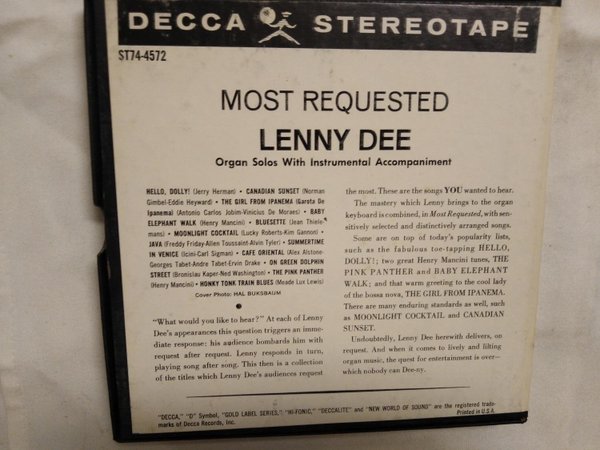 DECCA STEREOTAPE
ST74-4572
MOST REQUESTED
LENNY DEE
Organ Solos With Instrumental Accompaniment
HELLO, DOLLY! (Jerry Herman) • CANADIAN SUNSET (Norman
Gimbel-Eddie Heyward) • THE GIRL FROM IPANEMA (Garota De
Ipanema) (Antonio Carlos Jobim-Vinicius De Moraes) • BABY
ELEPHANT WALK (Henry Mancini) • BLUESETTE (Jean Thiele-
mans) • MOONLIGHT COCKTAIL (Lucky Roberts-Kim Gannon) •
JAVA (Freddy Friday-Allen Toussaint-Alvin Tyler) • SUMMERTIME
IN VENICE (Icini-Carl Sigman) • CAFE ORIENTAL (Alex Alstone-
Georges Tabet-Andre Tabet-Ervin Drake • ON GREEN DOLPHIN
STREET (Bronislau Kaper-Ned Washington) • THE PINK PANTHER
(Henry Mancini) • HONKY TONK TRAIN BLUES (Meade Lux Lewis)
Cover Photo: HAL BUKSBAUM
"What would you like to hear?" At each of Lenny
Dee's appearances this question triggers an imme-
diate response: his audience bombards him with
request after request. Lenny responds in turn,
playing song after song. This then is a collection
of the titles which Lenny Dee's audiences request
the most. These are the songs YOU wanted to hear.
The mastery which Lenny brings to the organ
keyboard is combined, in Most Requested, with sen-
sitively selected and distinctively arranged songs.
Some are on top of today's popularity lists,
such as the fabulous toe-tapping HELLO,
DOLLY!; two great Henry Mancini tunes, THE
PINK PANTHER and BABY ELEPHANT
WALK; and that warm greeting to the cool lady
of the bossa nova, THE GIRL FROM IPANEMA.
There are many enduring standards as well, such
as MOONLIGHT COCKTAIL and CANADIAN
SUNSET.
Undoubtedly, Lenny Dee herewith delivers, on
request. And when it comes to lively and lilting
organ music, the quest for entertainment is over—
which nobody can Dee-ny.
"DECCA," "D" Symbol, "GOLD LABEL SERIES," "HI-FONIC," "DECCALITE" and "NEW WORLD OF SOUND" are the registered trade-
marks of Decca Records, Inc.
Printed in U.S.A.